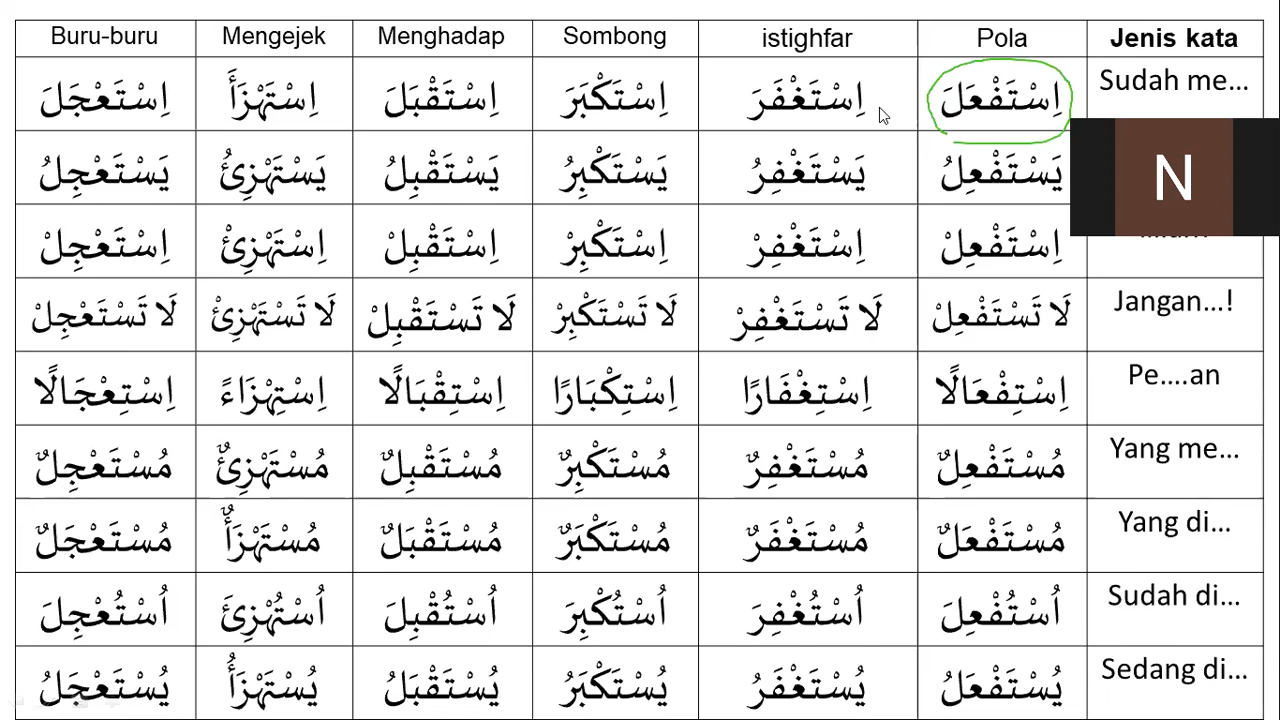 Buru-buru Mengejek Menghadap Sombong istighfar Pola Jenis kata
اِسْتَعْجَلَ اِسْتَهْزَأَ اِسْتَقْبَلَ اِسْتَكْبَرَ اِسْتَغْفَرَ اِسْتَفْعَلَ Sudah me...
يَسْتَعْجِلُ يَسْتَهْزِئُ يَسْتَقْبِلُ يَسْتَكْبِرُ يَسْتَغْفِرُ يَسْتَفْعِلُ N
اِسْتَعْجِلْ اِسْتَهْزِئْ اِسْتَقْبِلْ اِسْتَكْبِرْ اِسْتَغْفِرْ اِسْتَفْعِلْ
لَا تَسْتَعْجِلْ لَا تَسْتَهْزِئْ لَا تَسْتَقْبِلْ لَا تَسْتَكْبِرْ لَا تَسْتَغْفِرْ لَا تَسْتَفْعِلْ Jangan...!
اِسْتِعْجَالًا اِسْتِهْزَاءً اِسْتِقْبَالًا اِسْتِكْبَارًا اِسْتِغْفَارًا اِسْتِفْعَالًا Pe....an
مُسْتَعْجِلٌ مُسْتَهْزِئٌ مُسْتَقْبِلٌ مُسْتَكْبِرٌ مُسْتَغْفِرٌ مُسْتَفْعِلٌ Yang me...
مُسْتَعْجَلٌ مُسْتَهْزَأٌ مُسْتَقْبَلٌ مُسْتَكْبَرٌ مُسْتَغْفَرٌ مُسْتَفْعَلٌ Yang di...
اُسْتُعْجِلَ اُسْتُهْزِئَ اُسْتُقْبِلَ اُسْتُكْبِرَ اُسْتُغْفِرَ اُسْتُفْعِلَ Sudah di...
يُسْتَعْجَلُ يُسْتَهْزَأُ يُسْتَقْبَلُ يُسْتَكْبَرُ يُسْتَغْفَرُ يُسْتَفْعَلُ Sedang di...